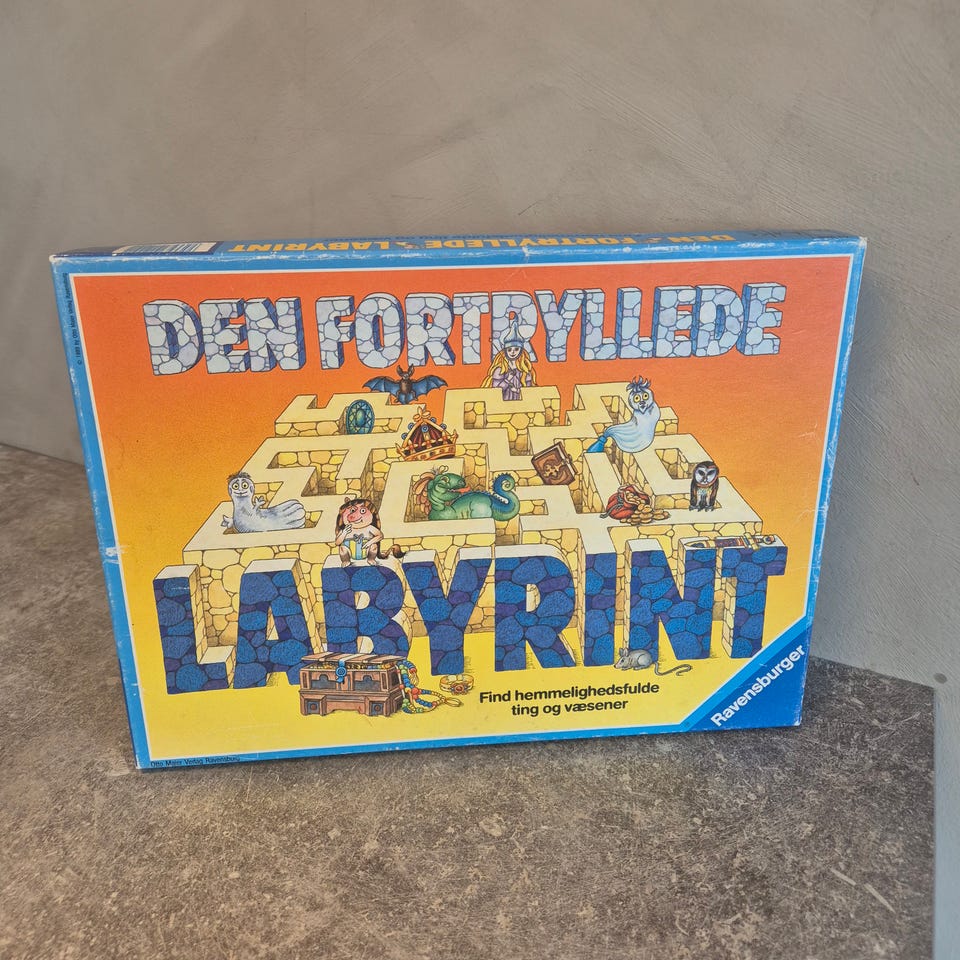 DEN FORTRYLLEDE LABYRINT
DEN FORTRYLLEDE
LABYRINT
Find hemmelighedsfulde
ting og væsener
Ravensburger
Otto Maier Verlag Ravensburg